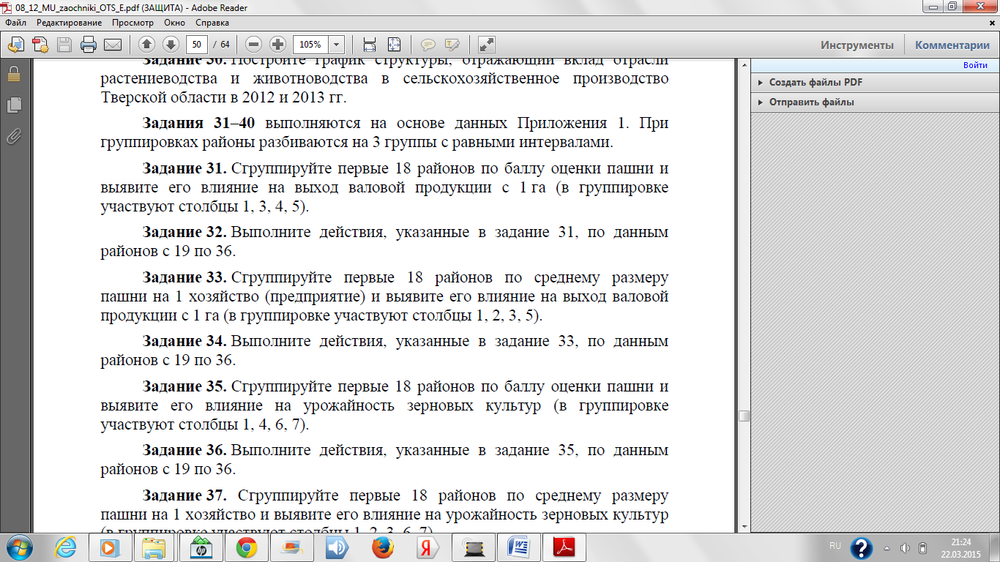 08_12_MU_zaochniki_OTS_E.pdf (ЗАЩИТА) - Adobe Reader
Файл Редактирование Просмотр Окно Справка
50 / 64 105% Инструменты Комментарии
Войти
Создать файлы PDF
Отправить файлы
Задание 30. Постройте график структуры, отражающий вклад отрасли
растениеводства и животноводства в сельскохозяйственное производство
Тверской области в 2012 и 2013 гг.
Задания 31–40 выполняются на основе данных Приложения 1. При
группировках районы разбиваются на 3 группы с равными интервалами.
Задание 31. Сгруппируйте первые 18 районов по баллу оценки пашни и
выявите его влияние на выход валовой продукции с 1 га (в группировке
участвуют столбцы 1, 3, 4, 5).
Задание 32. Выполните действия, указанные в задание 31, по данным
районов с 19 по 36.
Задание 33. Сгруппируйте первые 18 районов по среднему размеру
пашни на 1 хозяйство (предприятие) и выявите его влияние на выход валовой
продукции с 1 га (в группировке участвуют столбцы 1, 2, 3, 5).
Задание 34. Выполните действия, указанные в задание 33, по данным
районов с 19 по 36.
Задание 35. Сгруппируйте первые 18 районов по баллу оценки пашни и
выявите его влияние на урожайность зерновых культур (в группировке
участвуют столбцы 1, 4, 6, 7).
Задание 36. Выполните действия, указанные в задание 35, по данным
районов с 19 по 36.
Задание 37. Сгруппируйте первые 18 районов по среднему размеру
пашни на 1 хозяйство и выявите его влияние на урожайность зерновых культур
(в группировке участвуют столбцы 1, 2, 3, 6, 7)
RU
21:24
22.03.2015